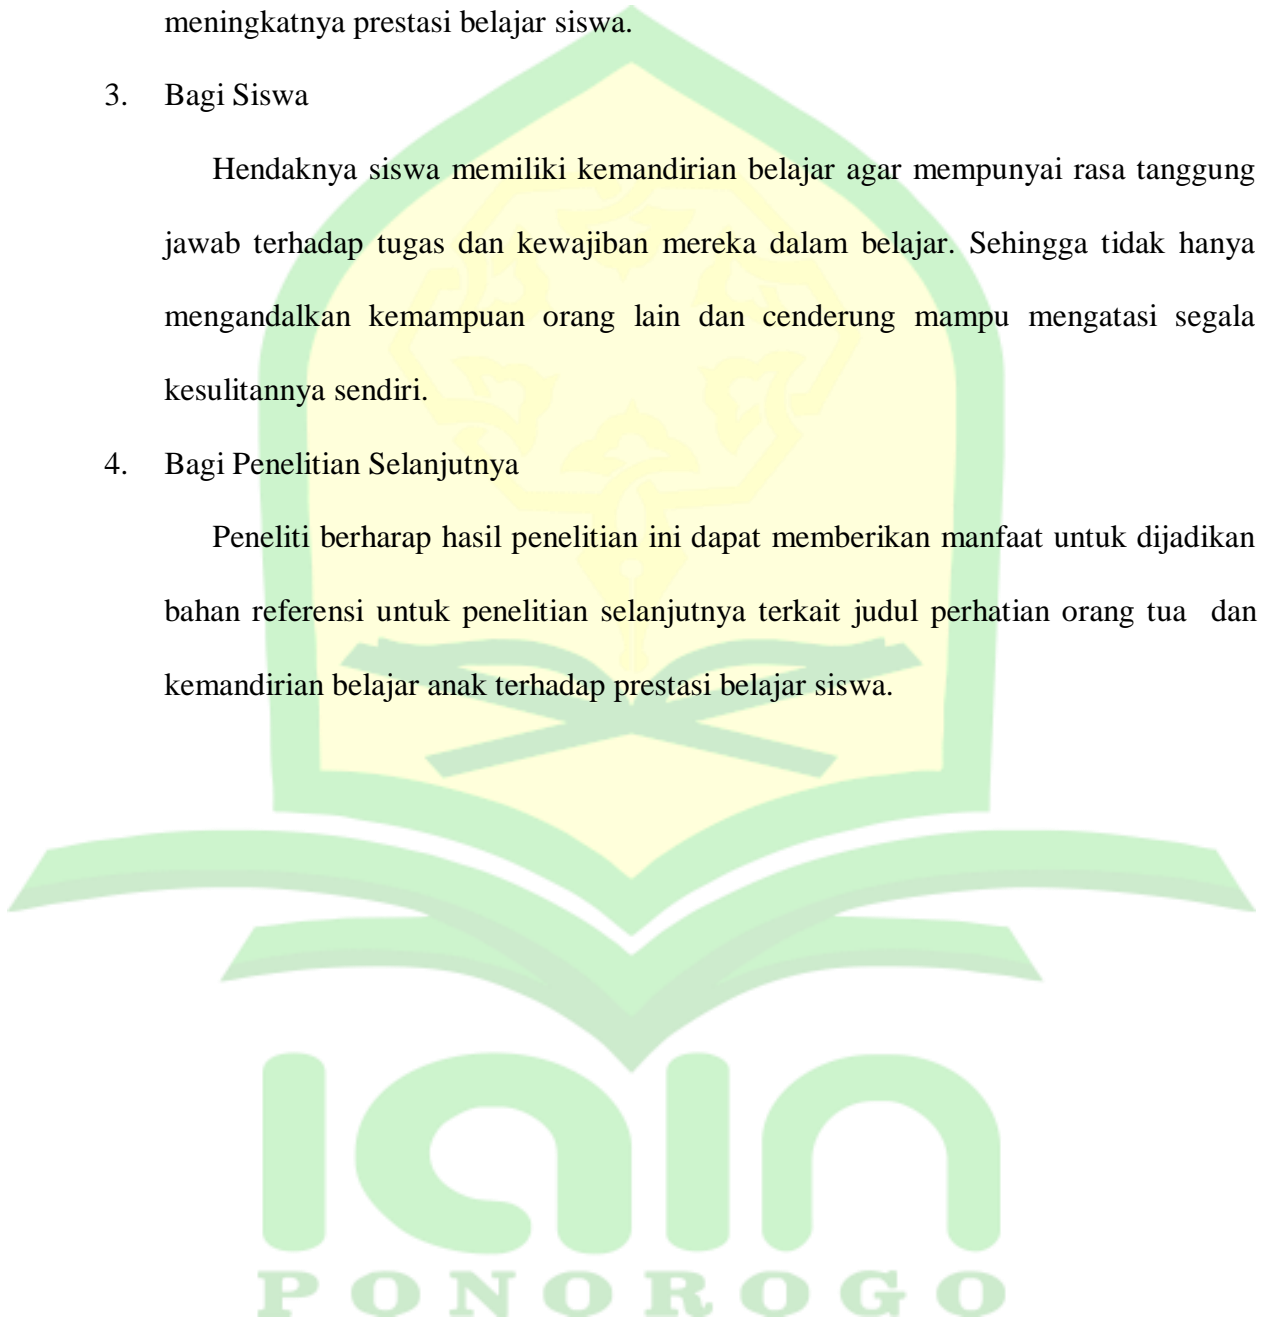 meningkatnya prestasi belajar siswa.
3. Bagi Siswa
Hendaknya siswa memiliki kemandirian belajar agar mempunyai rasa tanggung
jawab terhadap tugas dan kewajiban mereka dalam belajar. Sehingga tidak hanya
mengandalkan kemampuan orang lain dan cenderung mampu mengatasi segala
kesulitannya sendiri.
4. Bagi Penelitian Selanjutnya
Peneliti berharap hasil penelitian ini dapat memberikan manfaat untuk dijadikan
bahan referensi untuk penelitian selanjutnya terkait judul perhatian orang tua dan
kemandirian belajar anak terhadap prestasi belajar siswa.
iain
PONOROGO